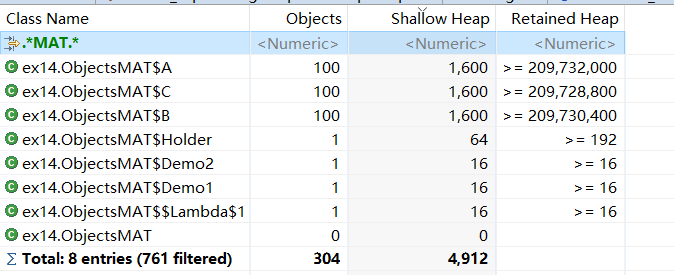 Class Name Objects Shallow Heap Retained Heap
.*MAT.* <Numeric> <Numeric> <Numeric>
ex14.ObjectsMAT$A 100 1,600 >= 209,732,000
ex14.ObjectsMAT$C 100 1,600 >= 209,728,800
ex14.ObjectsMAT$B 100 1,600 >= 209,730,400
ex14.ObjectsMAT$Holder 1 64 >= 192
ex14.ObjectsMAT$Demo2 1 16 >= 16
ex14.ObjectsMAT$Demo1 1 16 >= 16
ex14.ObjectsMAT$$Lambda$1 1 16 >= 16
ex14.ObjectsMAT 0 0
Σ Total: 8 entries (761 filtered) 304 4,912